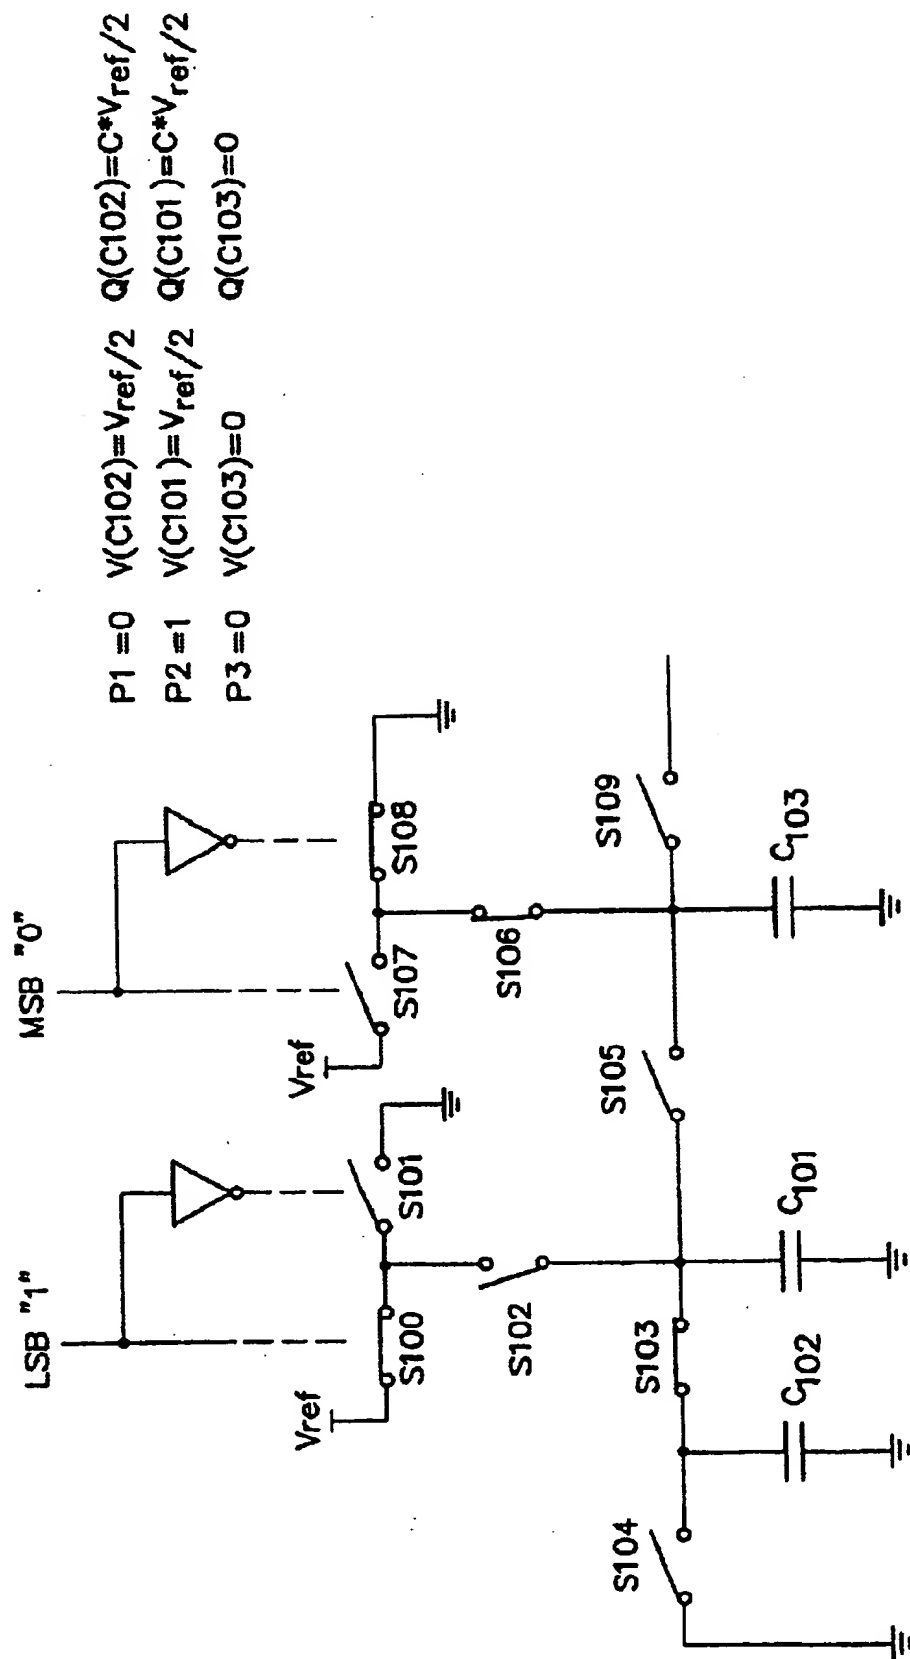 LSB "1"
MSB "0"
P1=0 V(C102)=Vref/2 Q(C102)=C*Vref/2
P2=1 V(C101)=Vref/2 Q(C101)=C*Vref/2
P3=0 V(C103)=0 Q(C103)=0
Vref
S100
S101
Vref
S107
S108
S102
S106
S104
S103
S105
S109
C102
C101
C103